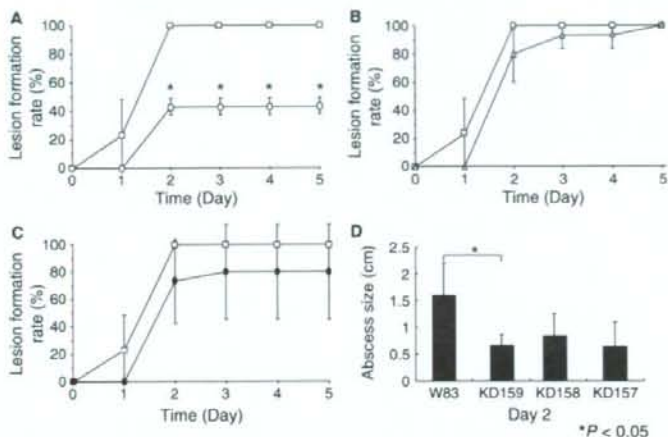 A
Lesion formation
rate (%)
100
80
60
40
20
0
* * * *
0 1 2 3 4 5
Time (Day)
B
Lesion formation
rate (%)
100
80
60
40
20
0
0 1 2 3 4 5
Time (Day)
C
Lesion formation
rate (%)
100
80
60
40
20
0
0 1 2 3 4 5
Time (Day)
D
Abscess size (cm)
2.5
2
1.5
1
0.5
0
*
W83 KD159 KD158 KD157
Day 2
*P < 0.05